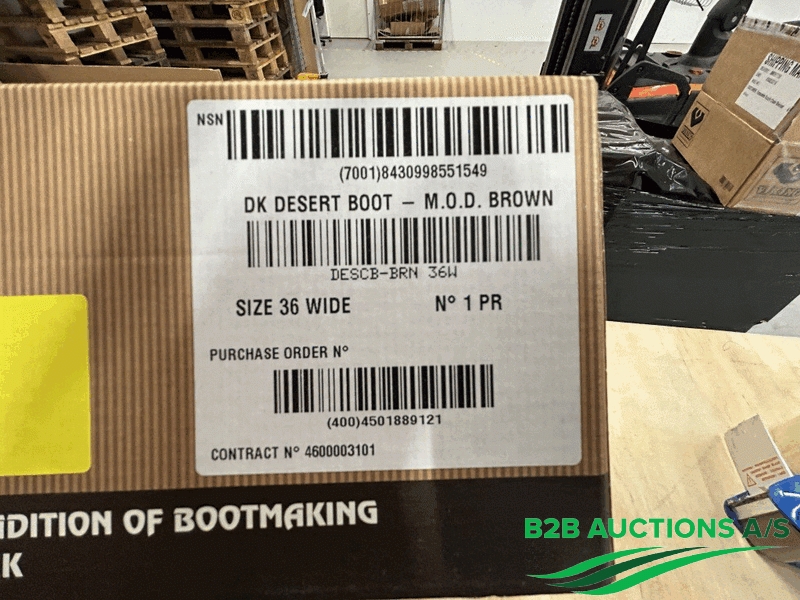 NSN
(7001)8430998551549
DK DESERT BOOT – M.O.D. BROWN
DESCB-BRN 36W
SIZE 36 WIDE N° 1 PR
PURCHASE ORDER N°
(400)4501889121
CONTRACT N° 4600003101
DITION OF BOOTMAKING
K
SHIPPING
B2B AUCTIONS A/S